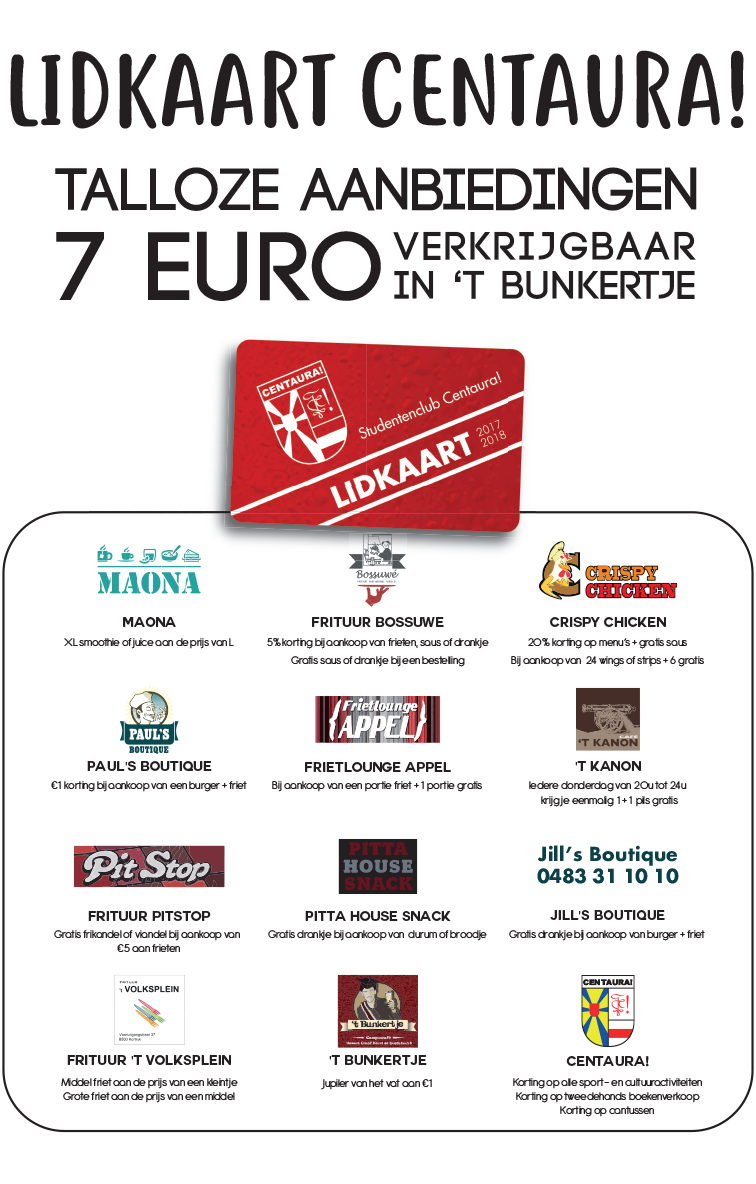 LIDKAART CENTAURA!
TALLOZE AANBIEDINGEN
7 EURO
VERKRIJGBAAR
IN ‘T BUNKERTJE
CENTAURA!
Studentenclub Centaura!
LIDKAART 2017
2018
MAONA
Bossuwé
CRISPY
CHICKEN
MAONA
FRITUUR BOSSUWE
CRISPY CHICKEN
XL smoothie of juice aan de prijs van L
5% korting bij aankoop van frieten, saus of drankje
Gratis saus of drankje bij een bestelling
20% korting op menu's + gratis saus
Bij aankoop van 24 wings of strips + 6 gratis
PAUL'S
BOUTIQUE
Frietlounge
APPEL
CAFE
'T KANON
PAUL'S BOUTIQUE
FRIETLOUNGE APPEL
'T KANON
€1 korting bij aankoop van een burger + friet
Bij aankoop van een portie friet + 1 portie gratis
Iedere donderdag van 20u tot 24u
krijg je eenmalig 1+1 pils gratis
Pit Stop
PITTA
HOUSE
SNACK
Jill’s Boutique
0483 31 10 10
FRITUUR PITSTOP
PITTA HOUSE SNACK
JILL'S BOUTIQUE
Gratis frikandel of viandel bij aankoop van
€5 aan frieten
Gratis drankje bij aankoop van durum of broodje
Gratis drankje bij aankoop van burger + friet
FRITUUR
't VOLKSPLEIN
8500 Kortrijk
't Bunkertje
CENTAURA!
FRITUUR 'T VOLKSPLEIN
'T BUNKERTJE
CENTAURA!
Middel friet aan de prijs van een kleintje
Grote friet aan de prijs van een middel
Jupiler van het vat aan €1
Korting op alle sport - en cultuuractiviteiten
Korting op tweedehands boekenverkoop
Korting op cantussen